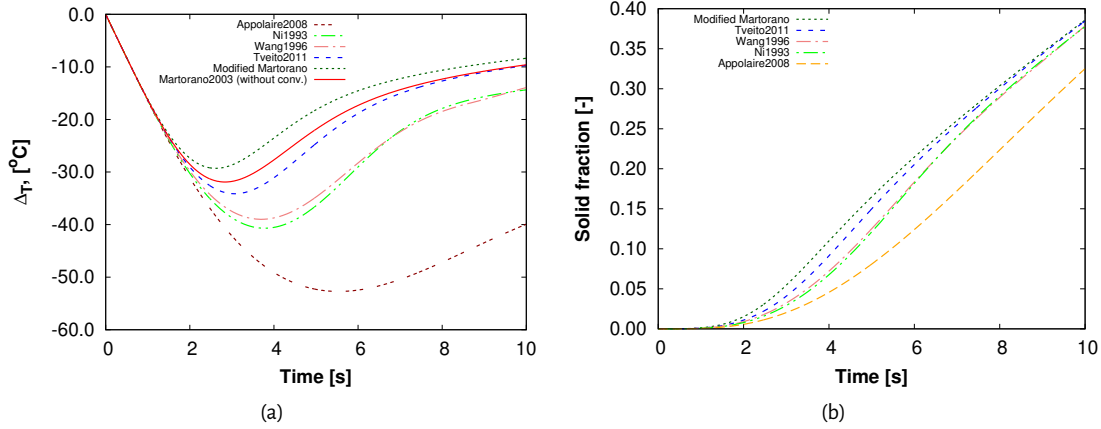 Appolaire2008
Ni1993
Wang1996
Tveito2011
Modified Martorano
Martorano2003 (without conv.)
0.0
-10.0
-20.0
-30.0
-40.0
-50.0
-60.0
Δ_T, [°C]
0 2 4 6 8 10
Time [s]
(a)
Modified Martorano
Tveito2011
Wang1996
Ni1993
Appolaire2008
0.40
0.35
0.30
0.25
0.20
0.15
0.10
0.05
0.00
Solid fraction [-]
0 2 4 6 8 10
Time [s]
(b)